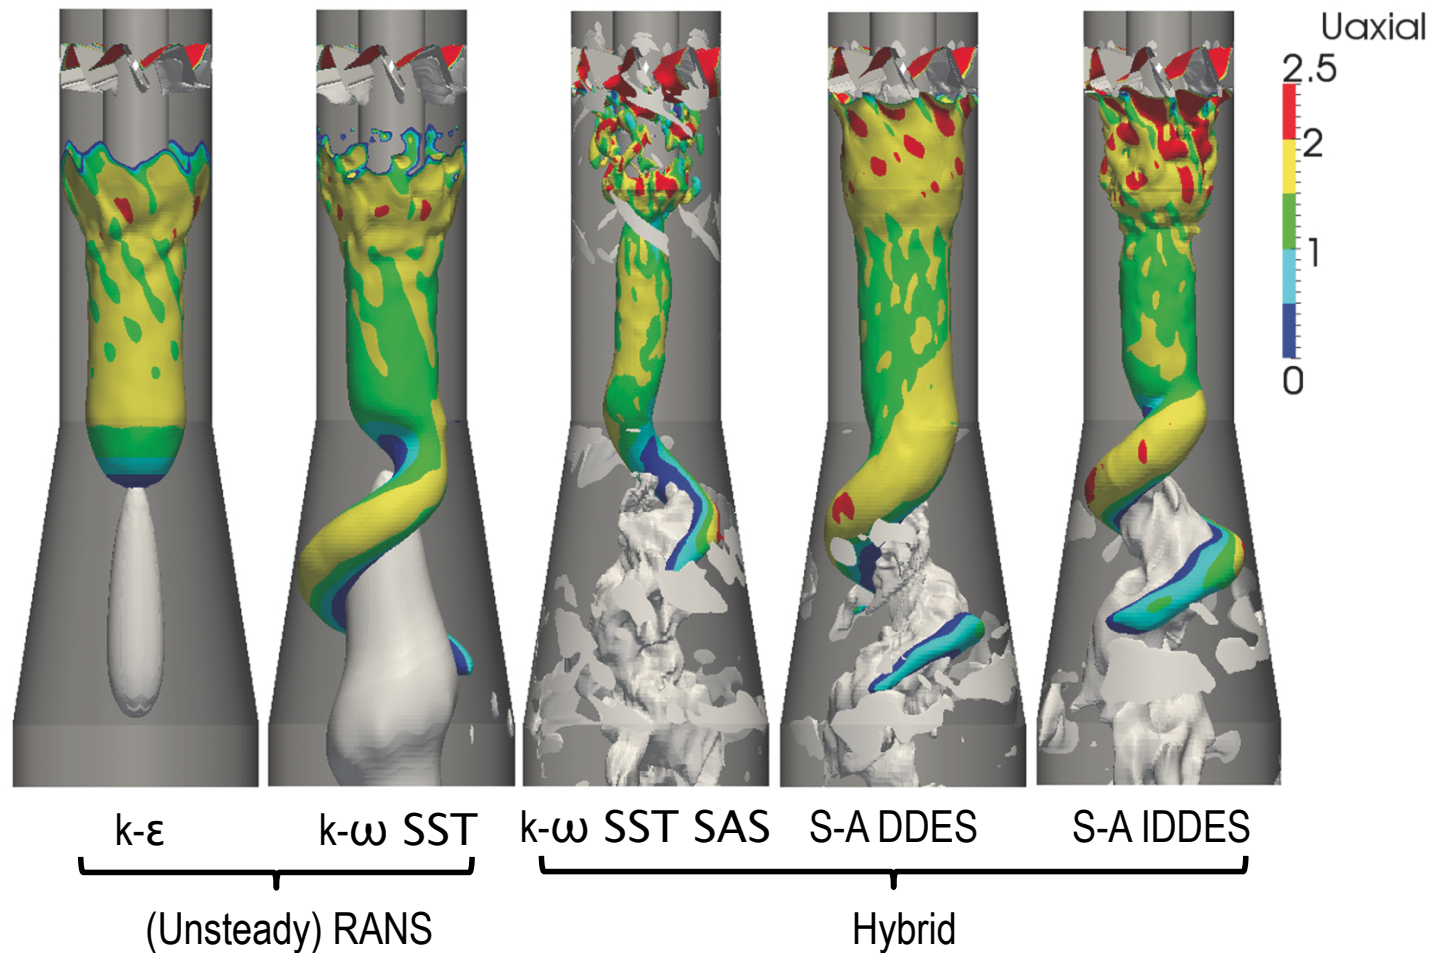 Uaxial
2.5
2
1
0
k-ε
k-ω SST
k-ω SST SAS
S-A DDES
S-A IDDES
(Unsteady) RANS
Hybrid